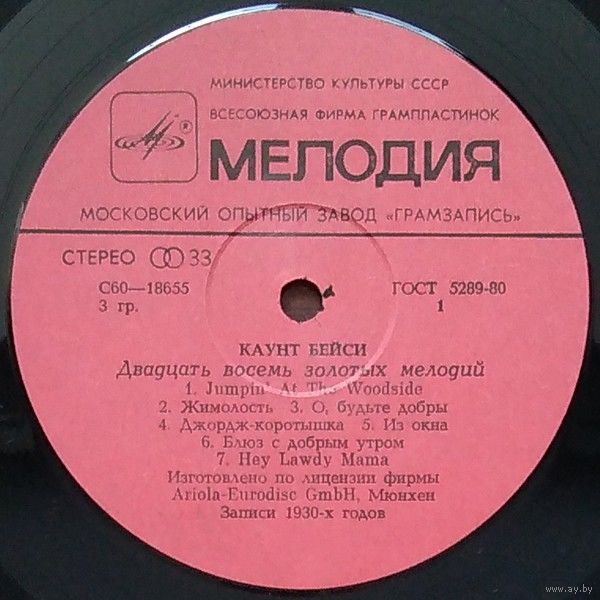 МИНИСТЕРСТВО КУЛЬТУРЫ СССР
ВСЕСОЮЗНАЯ ФИРМА ГРАМПЛАСТИНОК
® МЕЛОДИЯ
МОСКОВСКИЙ ОПЫТНЫЙ ЗАВОД «ГРАМЗАПИСЬ»
СТЕРЕО 33
С60—18655 ГОСТ 5289-80
3 гр. 1
КАУНТ БЕЙСИ
Двадцать восемь золотых мелодий
1. Jumpin' At The Woodside
2. Жимолость 3. О, будьте добры
4. Джордж-коротышка 5. Из окна
6. Блюз с добрым утром
7. Hey Lawdy Mama
Изготовлено по лицензии фирмы
Ariola-Eurodisc GmbH, Мюнхен
Записи 1930-х годов
www.ay.by